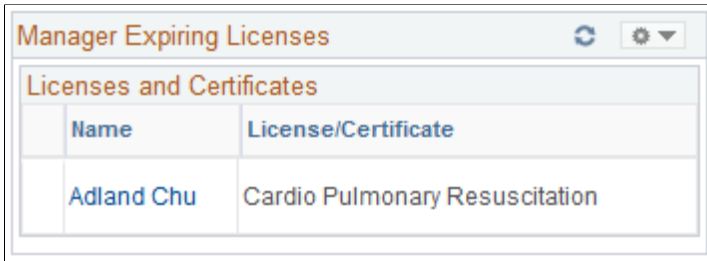 Manager Expiring Licenses
Licenses and Certificates
Name License/Certificate
Adland Chu Cardio Pulmonary Resuscitation